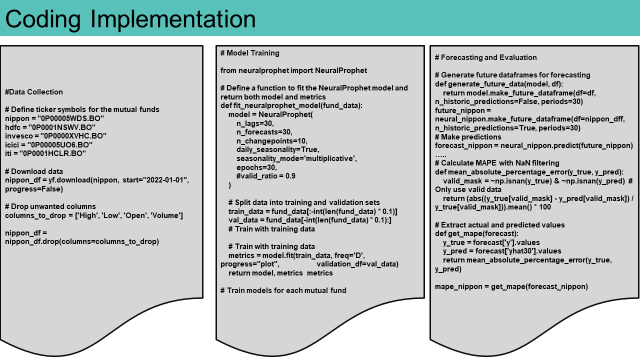 Coding Implementation
#Data Collection
# Define ticker symbols for the mutual funds
nippon = "0P00005WDS.BO"
hdfc = "0P0001NSWV.BO"
invesco = "0P0000XVHC.BO"
icici = "0P00005UO6.BO"
iti = "0P0001HCLR.BO"
# Download data
nippon_df = yf.download(nippon, start="2022-01-01",
progress=False)
# Drop unwanted columns
columns_to_drop = ['High', 'Low', 'Open', 'Volume']
nippon_df =
nippon_df.drop(columns=columns_to_drop)
# Model Training
from neuralprophet import NeuralProphet
# Define a function to fit the NeuralProphet model and
return both model and metrics
def fit_neuralprophet_model(fund_data):
model = NeuralProphet(
n_lags=30,
n_forecasts=30,
n_changepoints=10,
daily_seasonality=True,
seasonality_mode='multiplicative',
epochs=30,
#valid_ratio = 0.9
)
# Split data into training and validation sets
train_data = fund_data[:-int(len(fund_data) * 0.1)]
val_data = fund_data[-int(len(fund_data) * 0.1):]
# Train with training data
# Train with training data
metrics = model.fit(train_data, freq='D',
progress="plot", validation_df=val_data)
return model, metrics metrics
# Train models for each mutual fund
# Forecasting and Evaluation
# Generate future dataframes for forecasting
def generate_future_data(model, df):
return model.make_future_dataframe(df=df,
n_historic_predictions=False, periods=30)
future_nippon =
neural_nippon.make_future_dataframe(df=nippon_dff,
n_historic_predictions=True, periods=30)
# Make predictions
forecast_nippon = neural_nippon.predict(future_nippon)
.....
# Calculate MAPE with NaN filtering
def mean_absolute_percentage_error(y_true, y_pred):
valid_mask = ~np.isnan(y_true) & ~np.isnan(y_pred) #
Only use valid data
return (abs((y_true[valid_mask] - y_pred[valid_mask]) /
y_true[valid_mask])).mean() * 100
# Extract actual and predicted values
def get_mape(forecast):
y_true = forecast['y'].values
y_pred = forecast['yhat30'].values
return mean_absolute_percentage_error(y_true,
y_pred)
mape_nippon = get_mape(forecast_nippon)